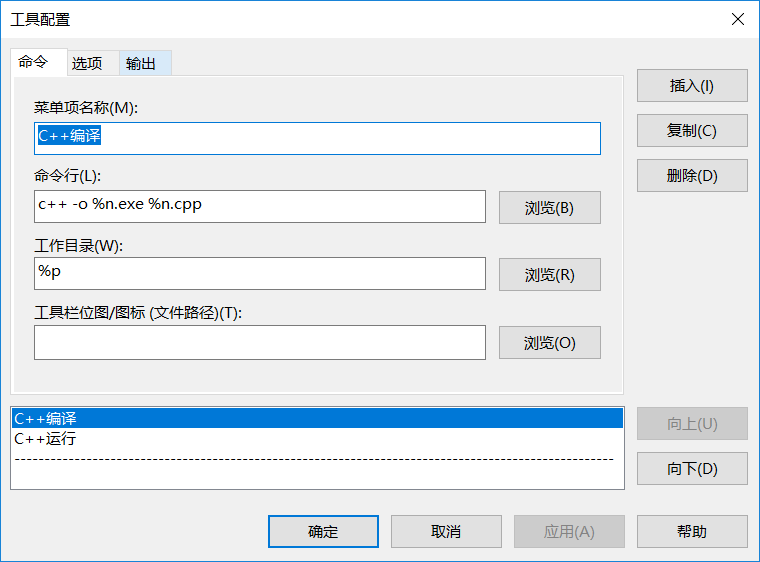 工具配置
命令 选项 输出
菜单项名称(M):
C++编译
命令行(L):
c++ -o %n.exe %n.cpp 浏览(B)
工作目录(W):
%p 浏览(R)
工具栏位图/图标 (文件路径)(T):
浏览(O)
插入(I)
复制(C)
删除(D)
C++编译
C++运行
向上(U)
向下(D)
确定 取消 应用(A) 帮助